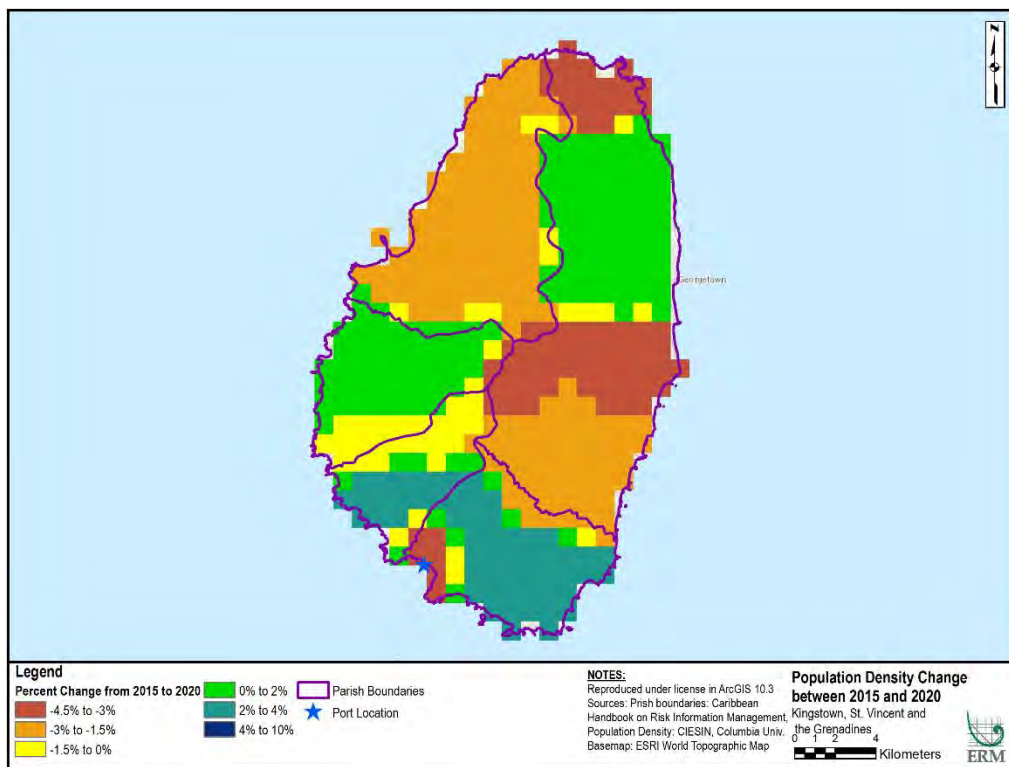 N
Georgetown
Legend
Percent Change from 2015 to 2020
-4.5% to -3%
-3% to -1.5%
-1.5% to 0%
0% to 2%
2% to 4%
4% to 10%
Parish Boundaries
Port Location
NOTES:
Reproduced under license in ArcGIS 10.3
Sources: Prish boundaries: Caribbean
Handbook on Risk Information Management,
Population Density: CIESIN, Columbia Univ.
Basemap: ESRI World Topographic Map
Population Density Change
between 2015 and 2020
Kingstown, St. Vincent and
the Grenadines
0 1 2 4
Kilometers
ERM